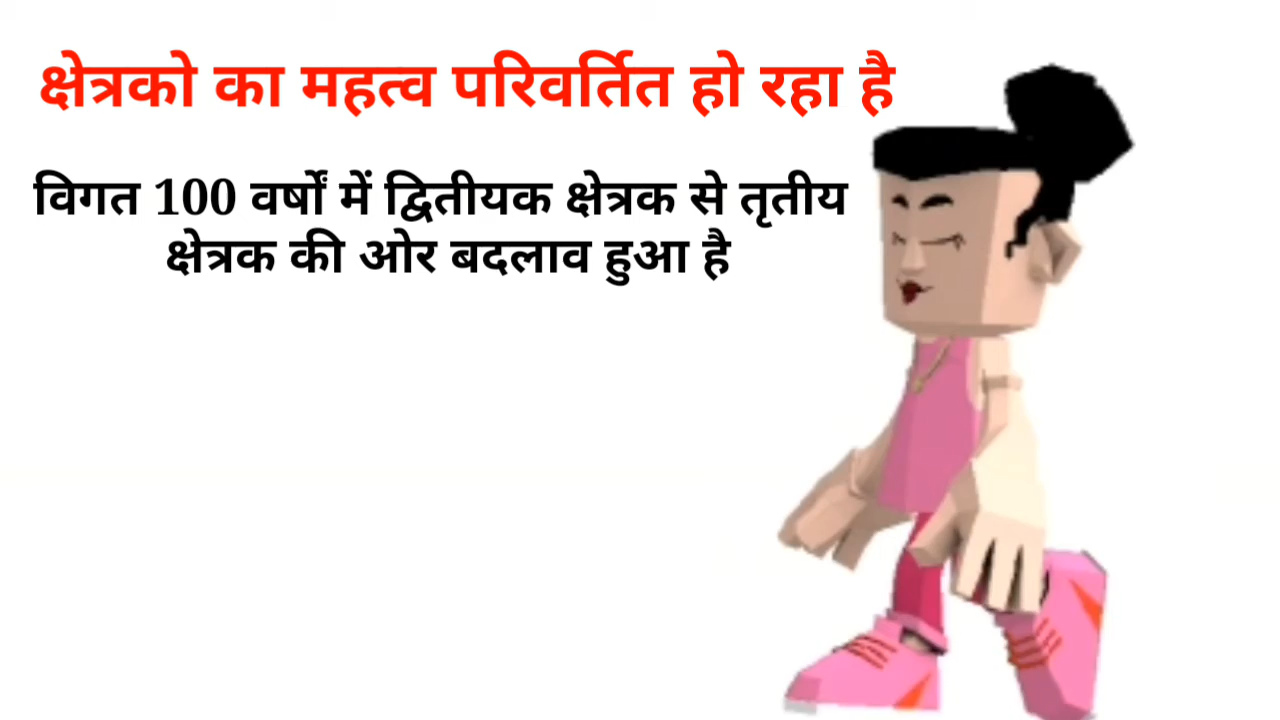 क्षेत्रको का महत्व परिवर्तित हो रहा है
विगत 100 वर्षों में द्वितीयक क्षेत्रक से तृतीय
क्षेत्रक की ओर बदलाव हुआ है